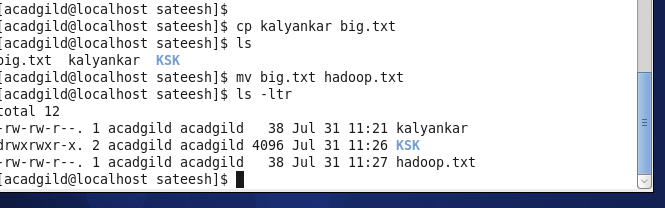 [acadgild@localhost sateesh]$
[acadgild@localhost sateesh]$ cp kalyankar big.txt
[acadgild@localhost sateesh]$ ls
big.txt  kalyankar  KSK
[acadgild@localhost sateesh]$ mv big.txt hadoop.txt
[acadgild@localhost sateesh]$ ls -ltr
total 12
-rw-rw-r--. 1 acadgild acadgild   38 Jul 31 11:21 kalyankar
drwxrwxr-x. 2 acadgild acadgild 4096 Jul 31 11:26 KSK
-rw-rw-r--. 1 acadgild acadgild   38 Jul 31 11:27 hadoop.txt
[acadgild@localhost sateesh]$